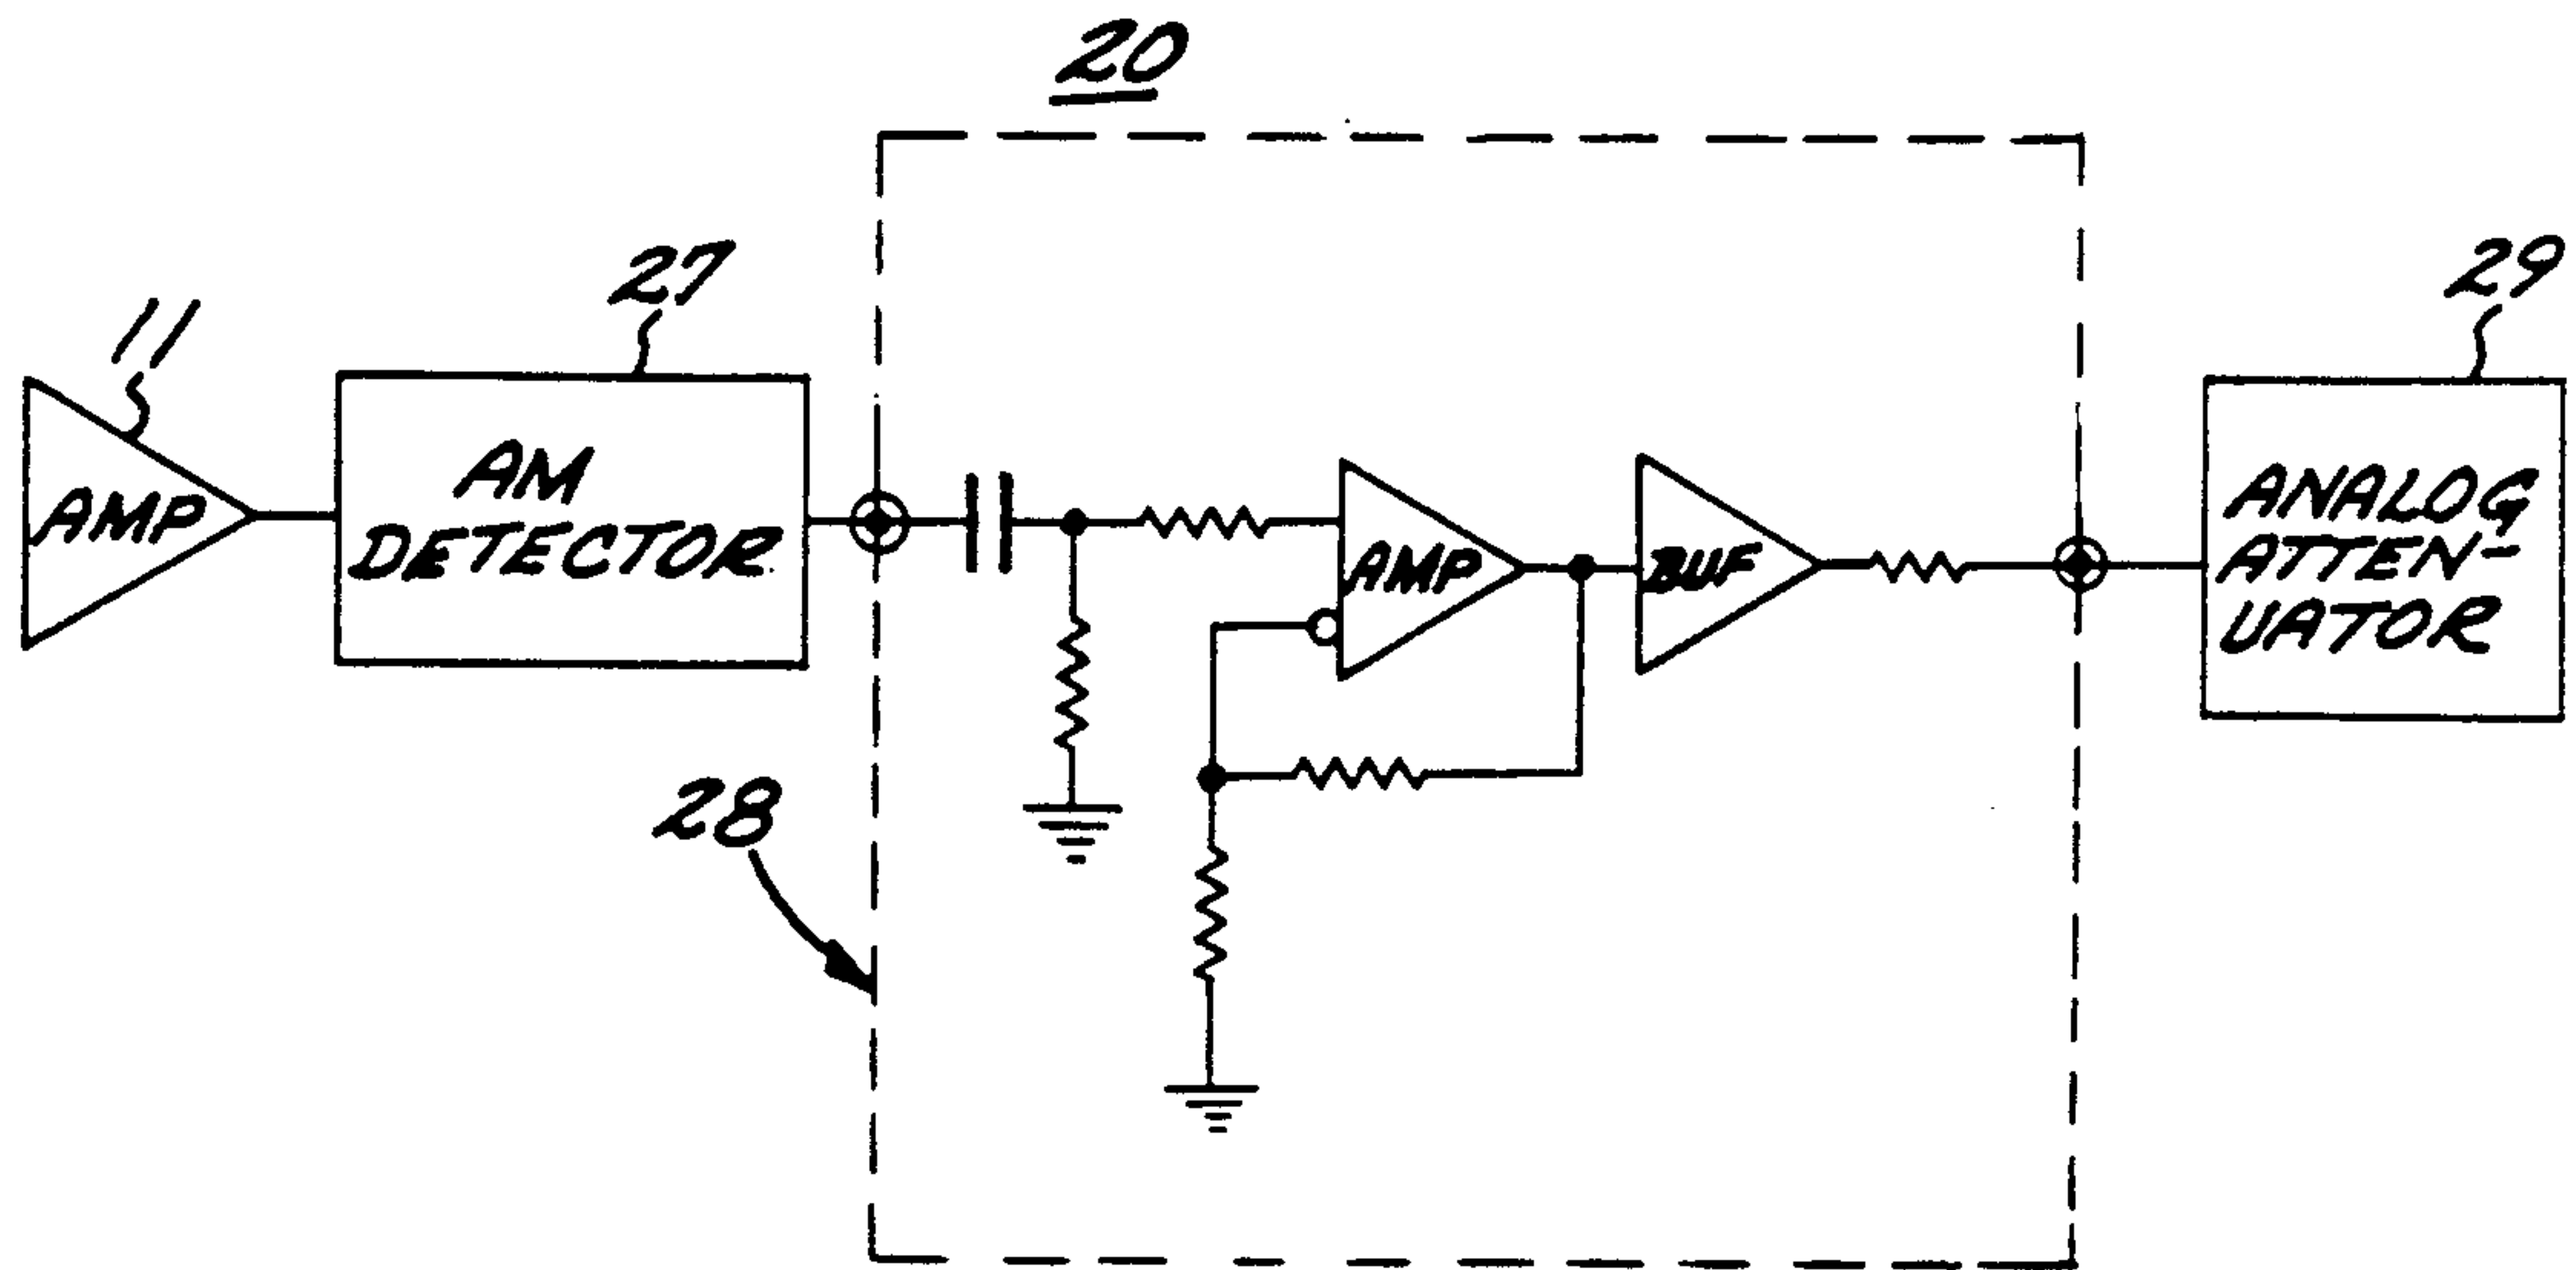 20
11
AMP
27
AM
DETECTOR
28
AMP
BUF
29
ANALOG
ATTEN-
UATOR